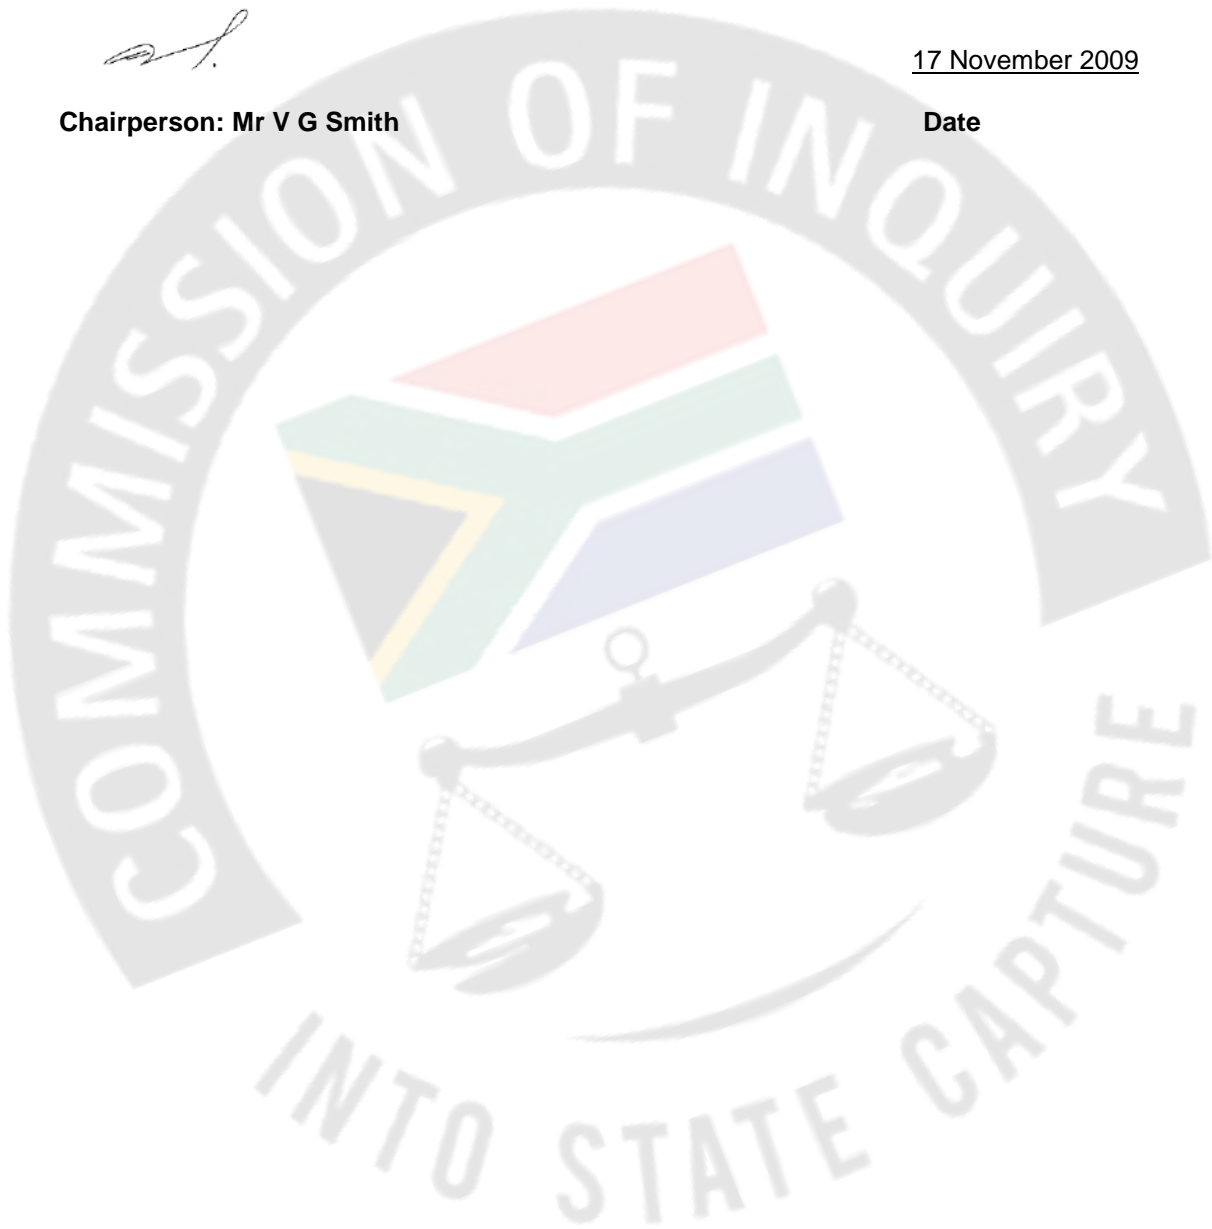 17 November 2009
Chairperson: Mr V G Smith Date
COMMISSION OF INQUIRY
INTO STATE CAPTURE